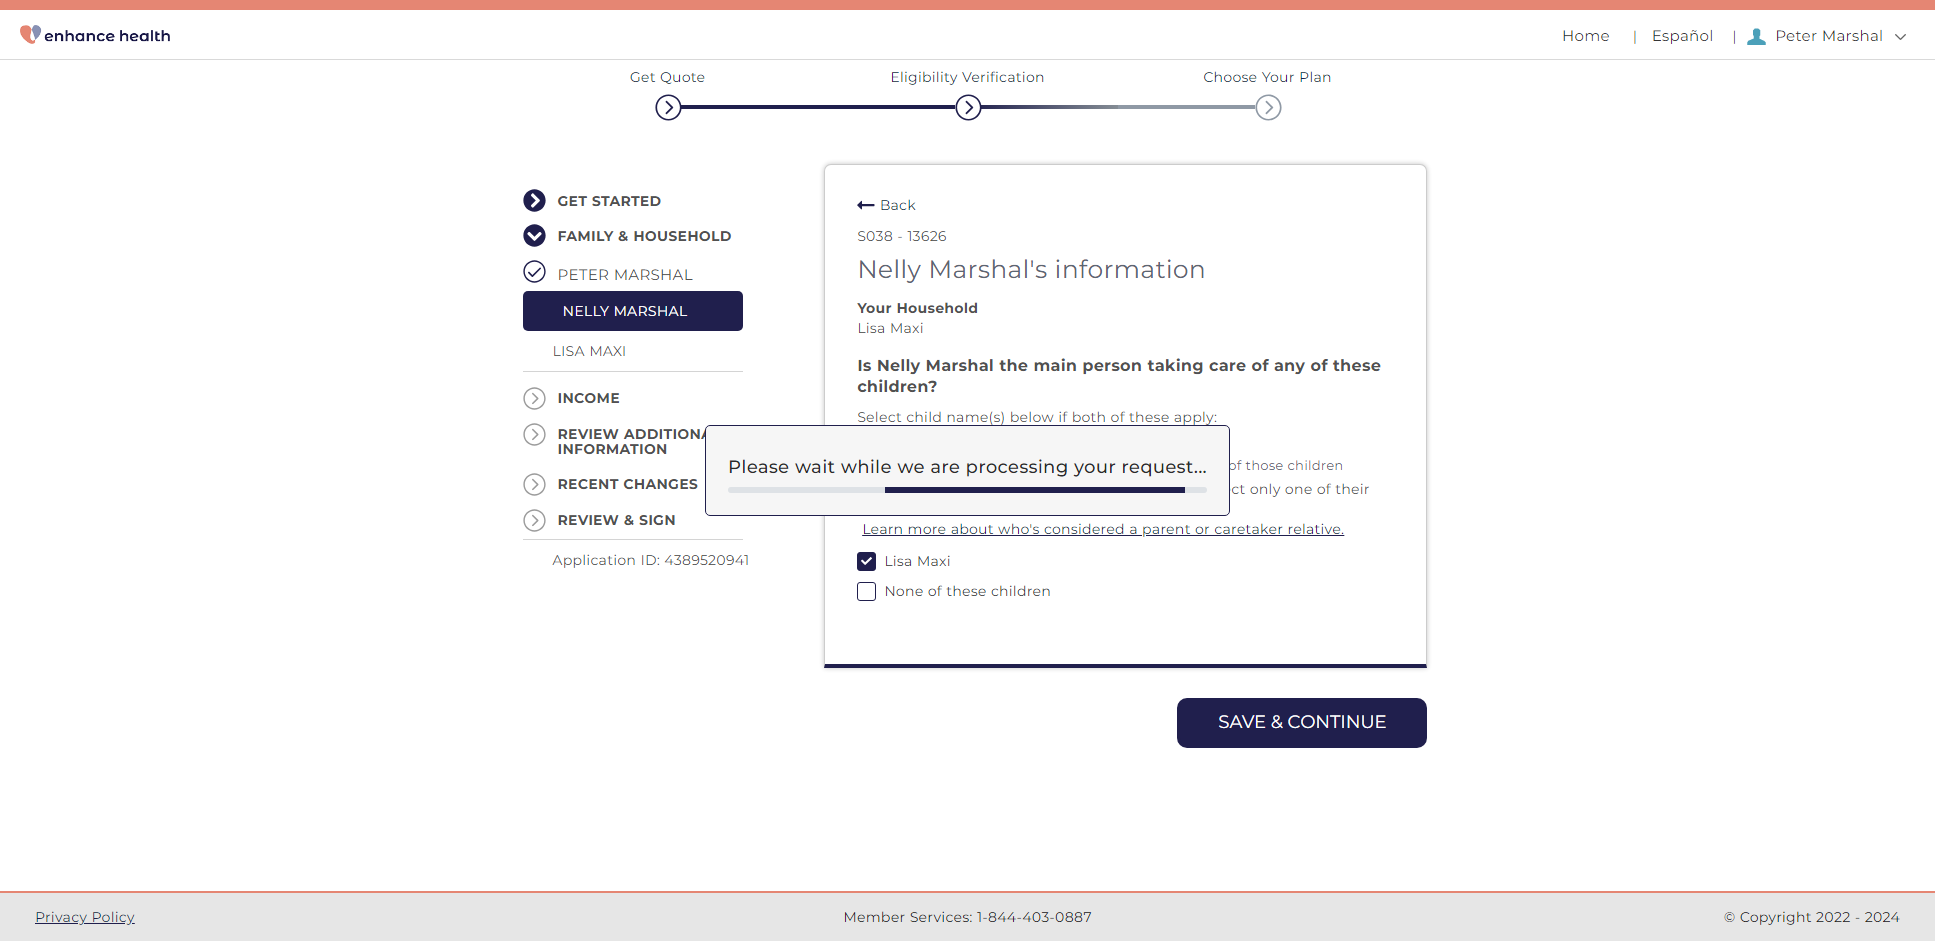 enhance health
Home | Español | Peter Marshal
Get Quote
Eligibility Verification
Choose Your Plan
GET STARTED
FAMILY & HOUSEHOLD
PETER MARSHAL
NELLY MARSHAL
LISA MAXI
INCOME
REVIEW ADDITIONA
INFORMATION
RECENT CHANGES
REVIEW & SIGN
Application ID: 4389520941
Back
S038 - 13626
Nelly Marshal's information
Your Household
Lisa Maxi
Is Nelly Marshal the main person taking care of any of these
children?
Select child name(s) below if both of these apply:
Please wait while we are processing your request...
of those children
ct only one of their
Learn more about who's considered a parent or caretaker relative.
Lisa Maxi
None of these children
SAVE & CONTINUE
Privacy Policy
Member Services: 1-844-403-0887
© Copyright 2022 - 2024